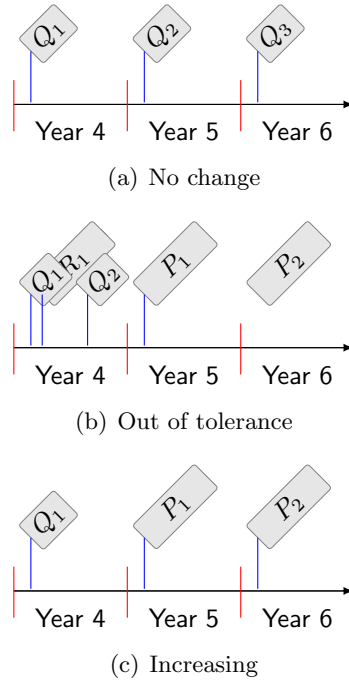 Q₁ Q₂ Q₃
Year 4 Year 5 Year 6
(a) No change
Q₁ R₁ Q₂ P₁ P₂
Year 4 Year 5 Year 6
(b) Out of tolerance
Q₁ P₁ P₂
Year 4 Year 5 Year 6
(c) Increasing